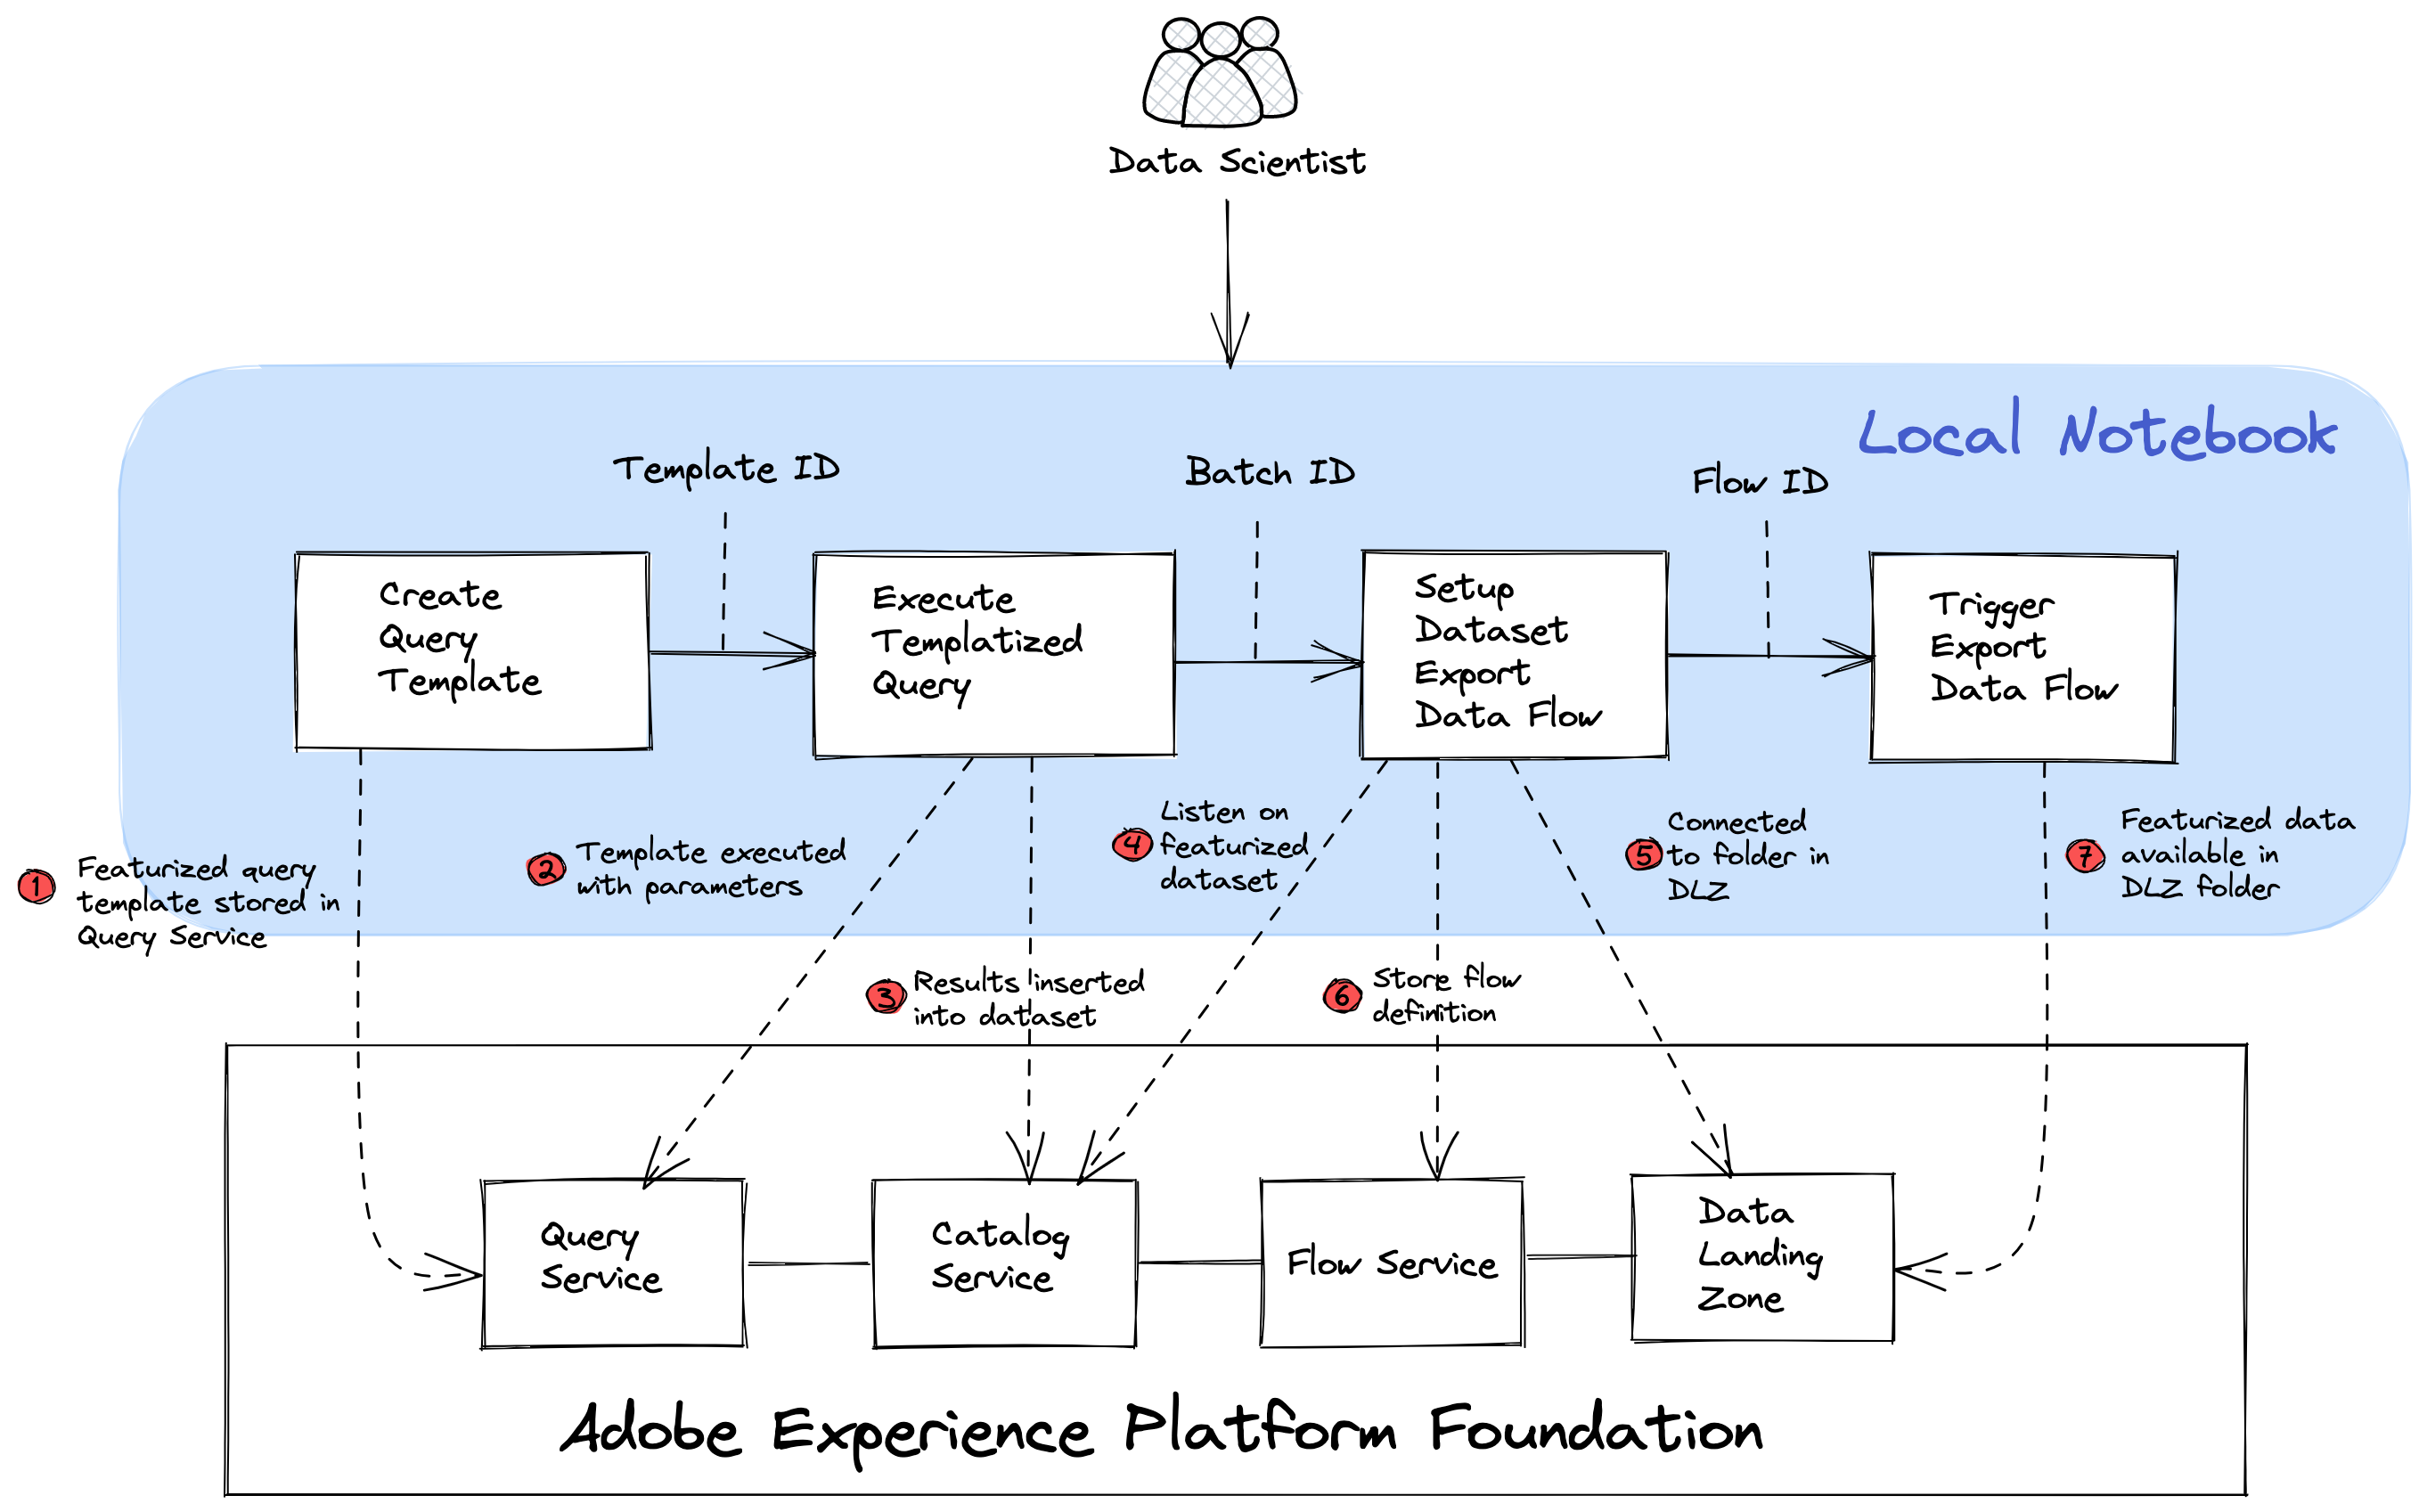 Data Scientist
Local Notebook
Template ID
Batch ID
Flow ID
Create
Query
Template
Execute
Templatized
Query
Setup
Dataset
Export
Data Flow
Trigger
Export
Data Flow
1
Featurized query
template stored in
Query Service
2
Template executed
with parameters
3
Results inserted
into dataset
4
Listen on
featurized
dataset
5
Connected
to folder in
DLZ
6
Store flow
definition
7
Featurized data
available in
DLZ folder
Query
Service
Catalog
Service
Flow Service
Data
Landing
Zone
Adobe Experience Platform Foundation